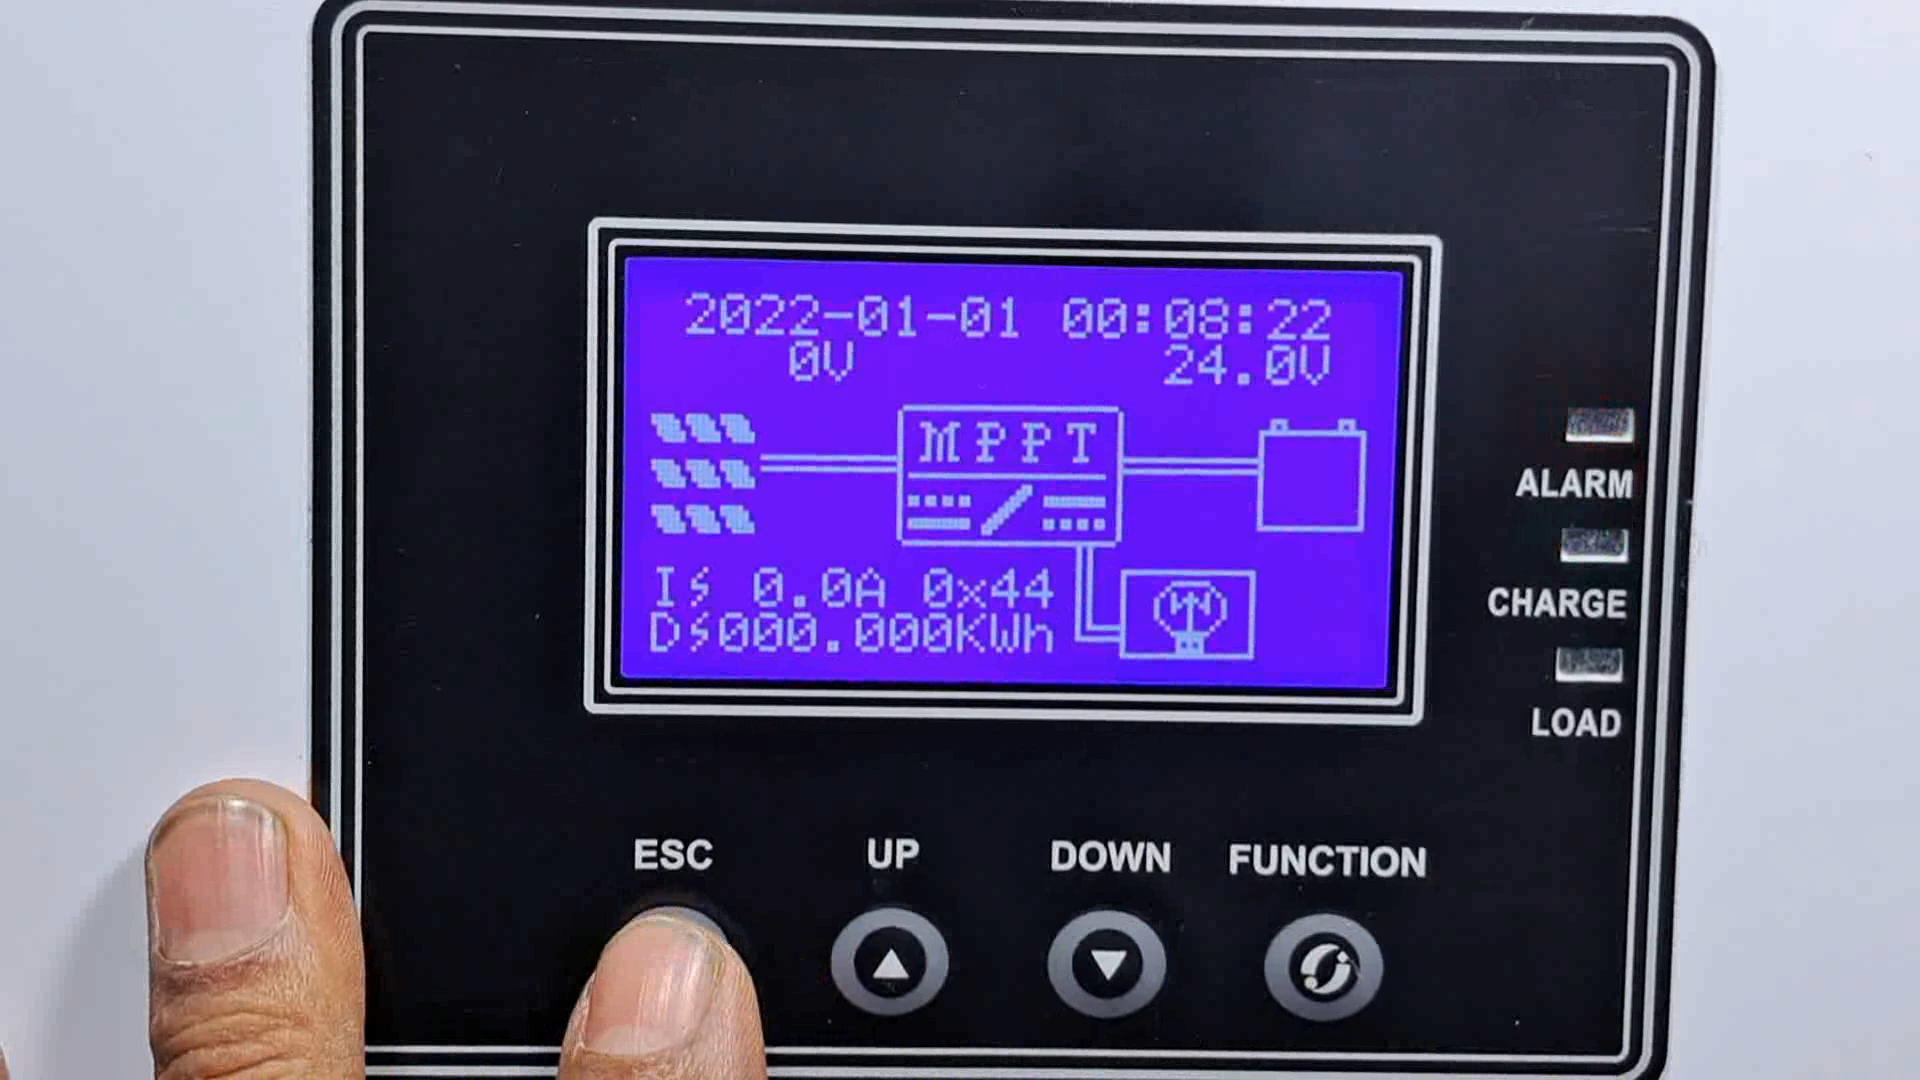 2022-01-01 00:08:22
0V 24.0V
MPPT
I⚡ 0.0A 0x44
D⚡000.000KWh
ALARM
CHARGE
LOAD
ESC UP DOWN FUNCTION